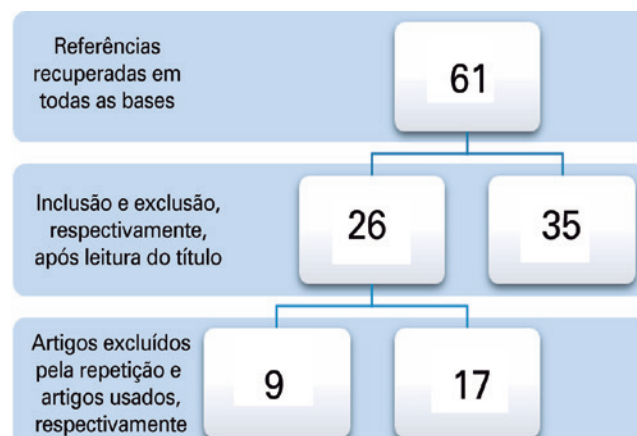 Referências
recuperadas em
todas as bases
61
Inclusão e exclusão,
respectivamente,
após leitura do título
26
35
Artigos excluídos
pela repetição e
artigos usados,
respectivamente
9
17